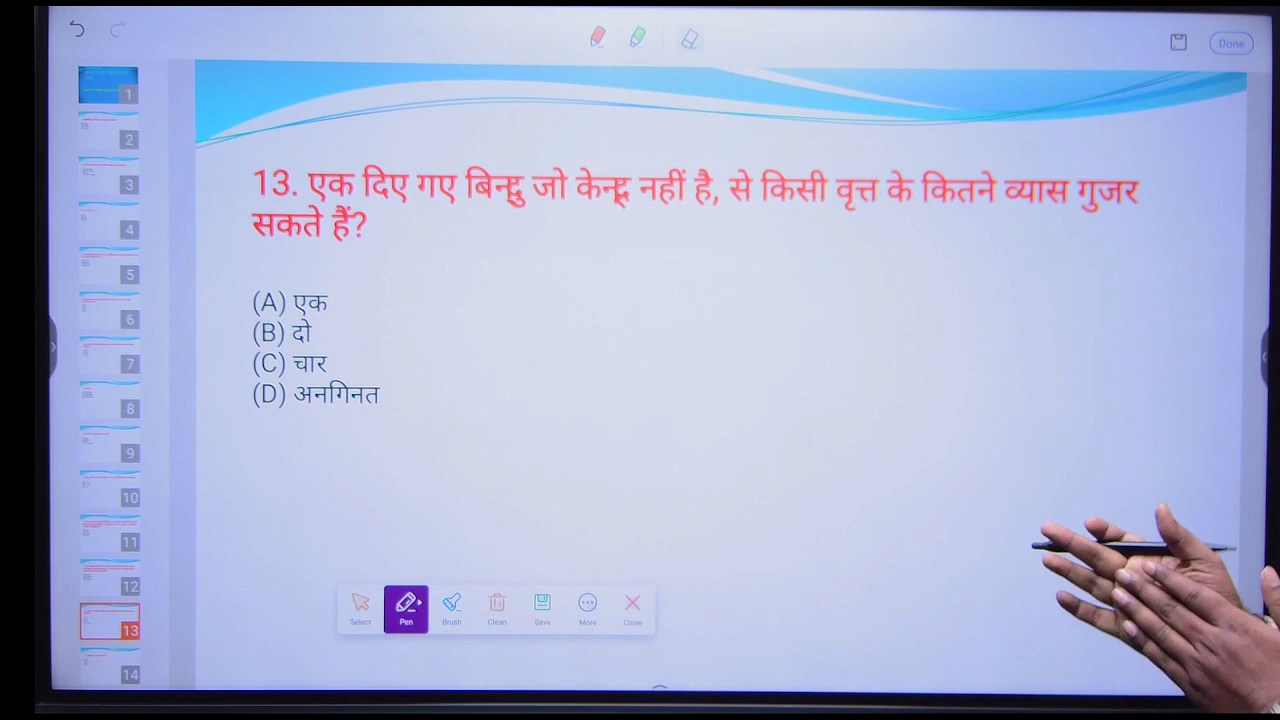 Done
1
2
3
4
5
6
7
8
9
10
11
12
13
14
13. एक दिए गए बिन्दु जो केन्द्र नहीं है, से किसी वृत्त के कितने व्यास गुजर
सकते हैं?
(A) एक
(B) दो
(C) चार
(D) अनगिनत
Select Pen Brush Clean Save More Close